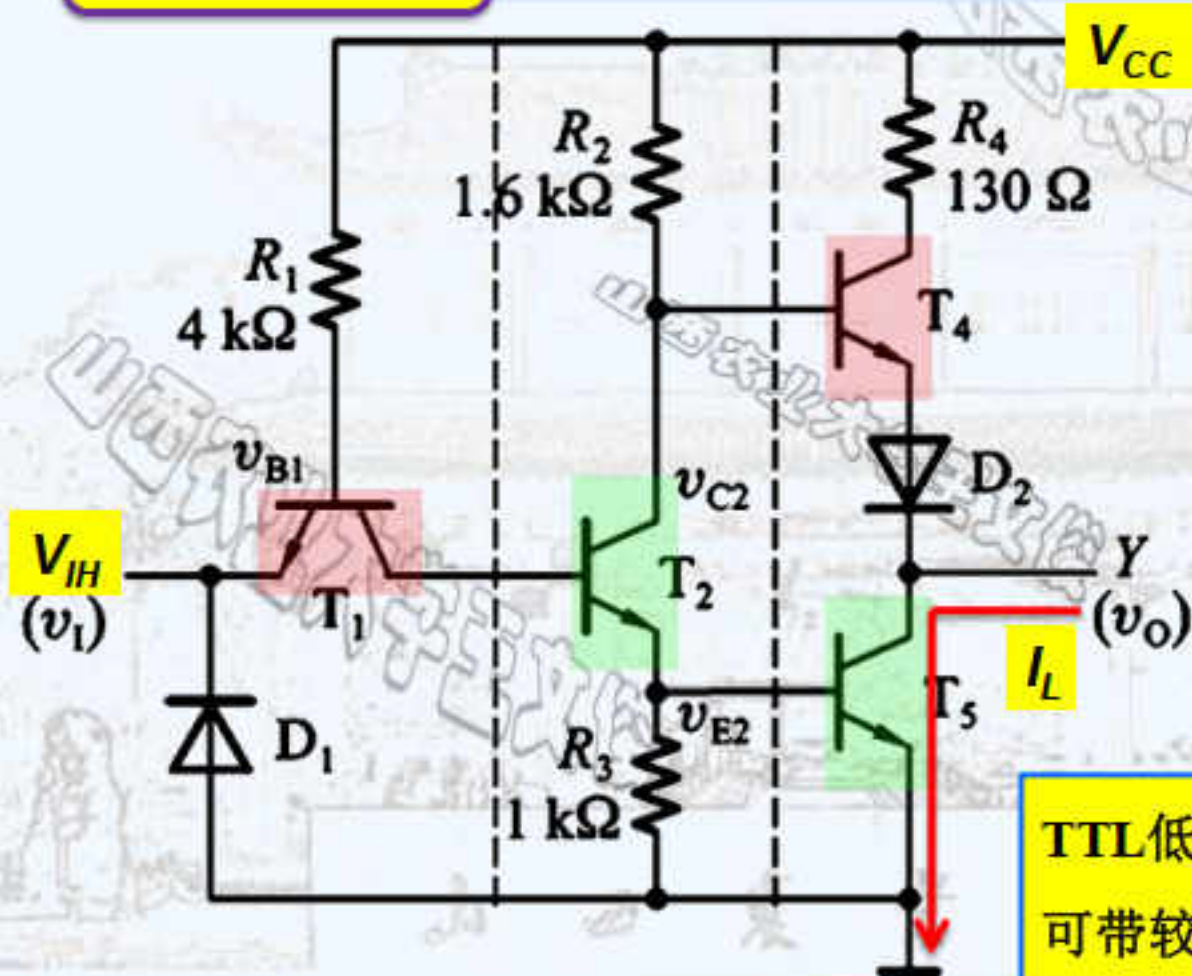 V_CC
R₂
1.6 kΩ
R₄
130 Ω
R₁
4 kΩ
T₄
v_B1
v_C2
D₂
V_IH
(v_I)
T₁
T₂
Y
(v_O)
I_L
T₅
v_E2
D₁
R₃
1 kΩ
TTL低
可带较